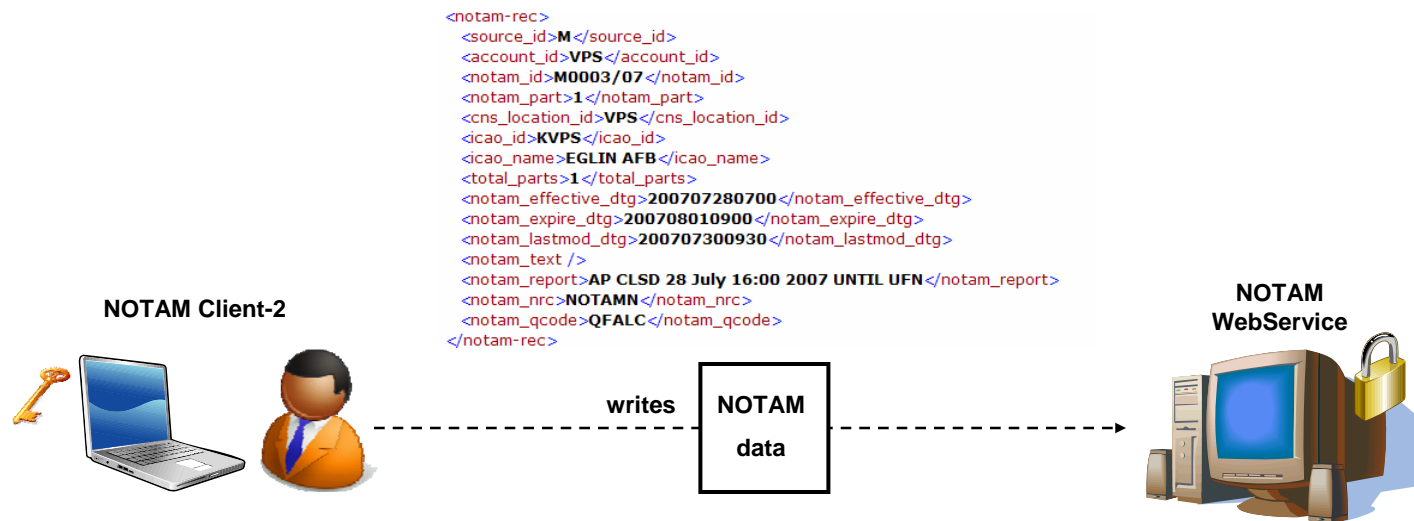 <notam-rec>
<source_id>M</source_id>
<account_id>VPS</account_id>
<notam_id>M0003/07</notam_id>
<notam_part>1</notam_part>
<cns_location_id>VPS</cns_location_id>
<icao_id>KVPS</icao_id>
<icao_name>EGLIN AFB</icao_name>
<total_parts>1</total_parts>
<notam_effective_dtg>200707280700</notam_effective_dtg>
<notam_expire_dtg>200708010900</notam_expire_dtg>
<notam_lastmod_dtg>200707300930</notam_lastmod_dtg>
<notam_text />
<notam_report>AP CLSD 28 July 16:00 2007 UNTIL UFN</notam_report>
<notam_nrc>NOTAMN</notam_nrc>
<notam_qcode>QFALC</notam_qcode>
</notam-rec>
NOTAM Client-2
writes
NOTAM
data
NOTAM
WebService